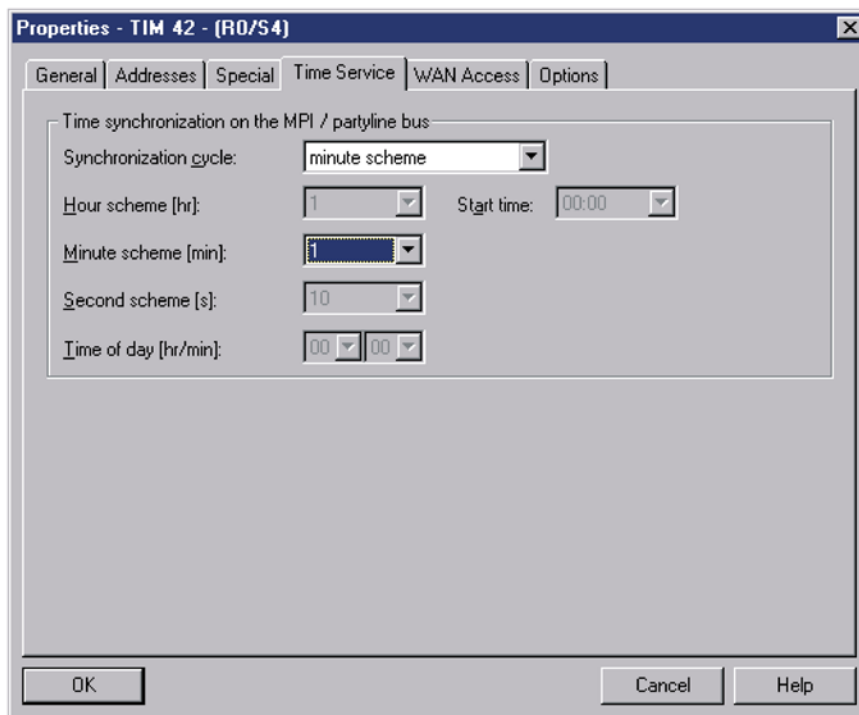 Properties - TIM 42 - (R0/S4)
General Addresses Special Time Service WAN Access Options
Time synchronization on the MPI / partyline bus
Synchronization cycle: minute scheme
Hour scheme [hr]: 1 Start time: 00:00
Minute scheme [min]: 1
Second scheme [s]: 10
Time of day [hr/min]: 00 00
OK Cancel Help